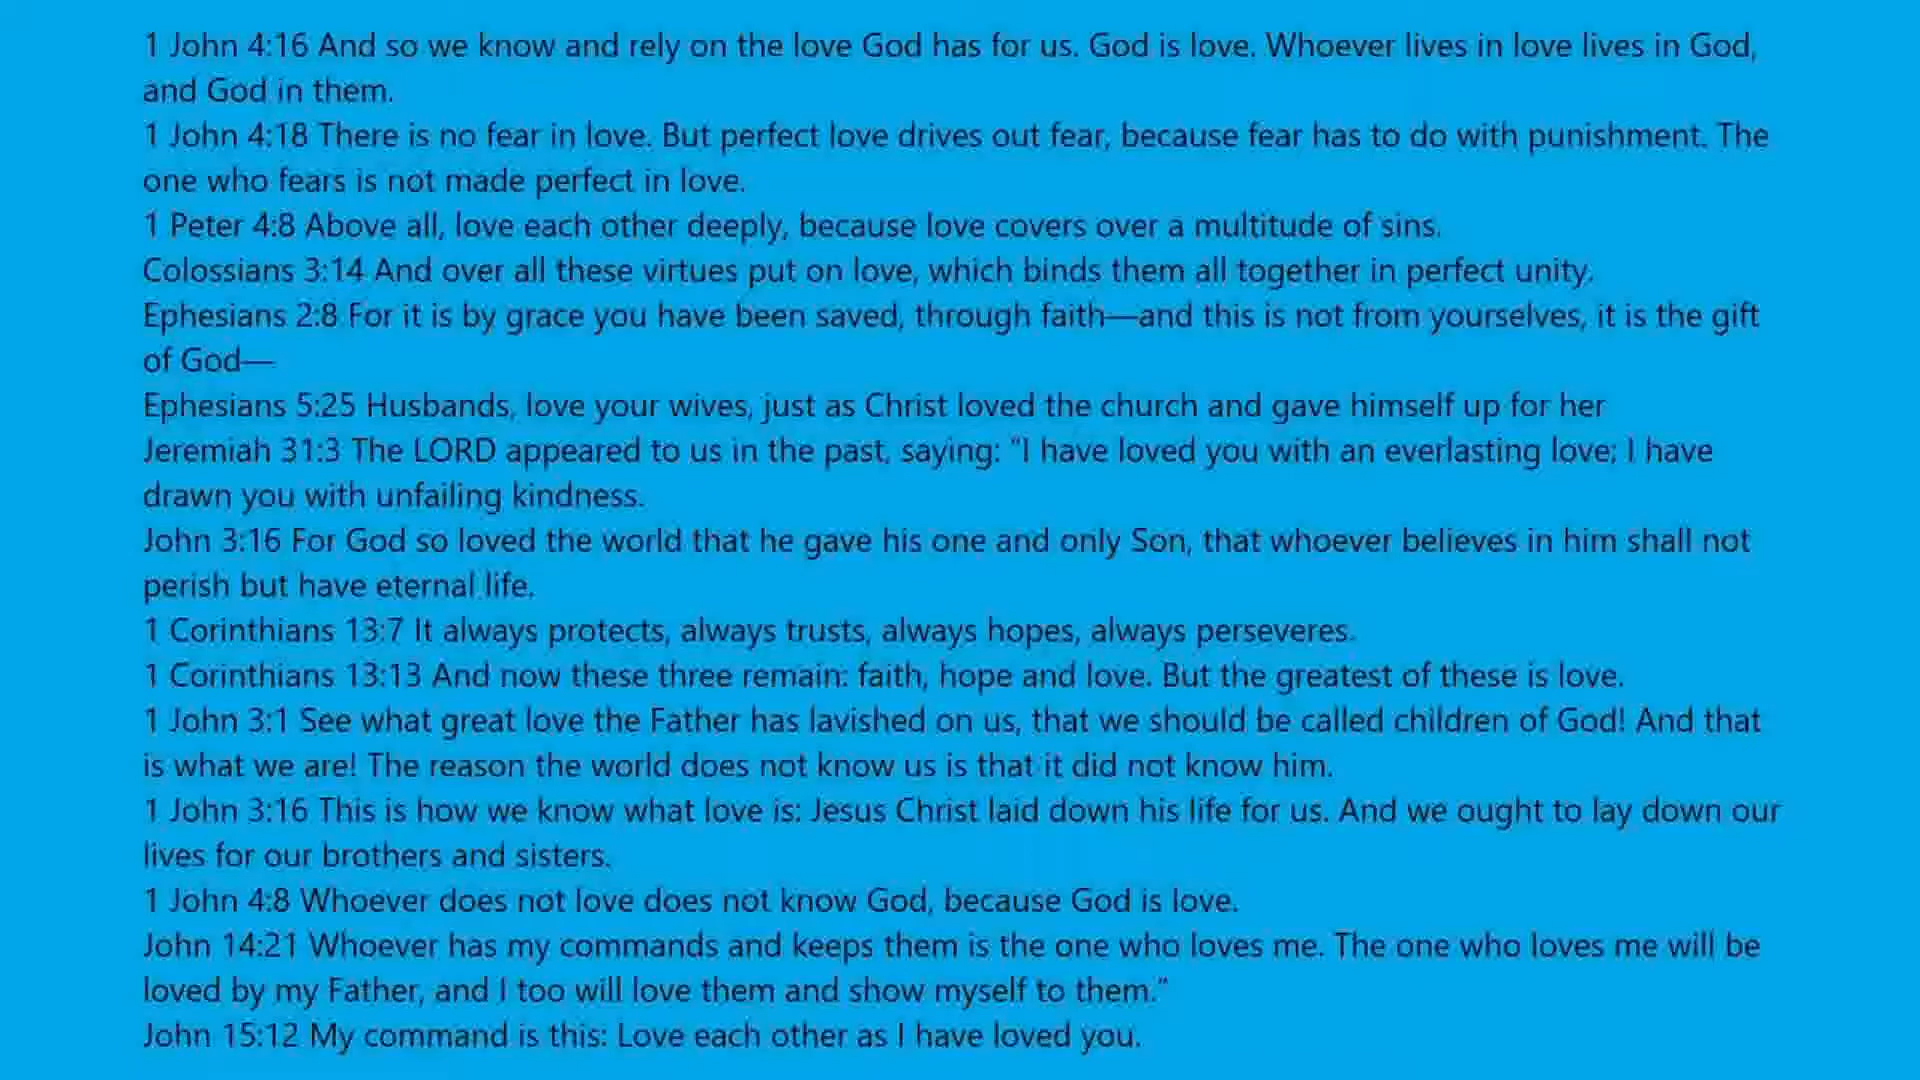 1 John 4:16 And so we know and rely on the love God has for us. God is love. Whoever lives in love lives in God,
and God in them.
1 John 4:18 There is no fear in love. But perfect love drives out fear, because fear has to do with punishment. The
one who fears is not made perfect in love.
1 Peter 4:8 Above all, love each other deeply, because love covers over a multitude of sins.
Colossians 3:14 And over all these virtues put on love, which binds them all together in perfect unity.
Ephesians 2:8 For it is by grace you have been saved, through faith—and this is not from yourselves, it is the gift
of God—
Ephesians 5:25 Husbands, love your wives, just as Christ loved the church and gave himself up for her
Jeremiah 31:3 The LORD appeared to us in the past, saying: "I have loved you with an everlasting love; I have
drawn you with unfailing kindness.
John 3:16 For God so loved the world that he gave his one and only Son, that whoever believes in him shall not
perish but have eternal life.
1 Corinthians 13:7 It always protects, always trusts, always hopes, always perseveres.
1 Corinthians 13:13 And now these three remain: faith, hope and love. But the greatest of these is love.
1 John 3:1 See what great love the Father has lavished on us, that we should be called children of God! And that
is what we are! The reason the world does not know us is that it did not know him.
1 John 3:16 This is how we know what love is: Jesus Christ laid down his life for us. And we ought to lay down our
lives for our brothers and sisters.
1 John 4:8 Whoever does not love does not know God, because God is love.
John 14:21 Whoever has my commands and keeps them is the one who loves me. The one who loves me will be
loved by my Father, and I too will love them and show myself to them."
John 15:12 My command is this: Love each other as I have loved you.